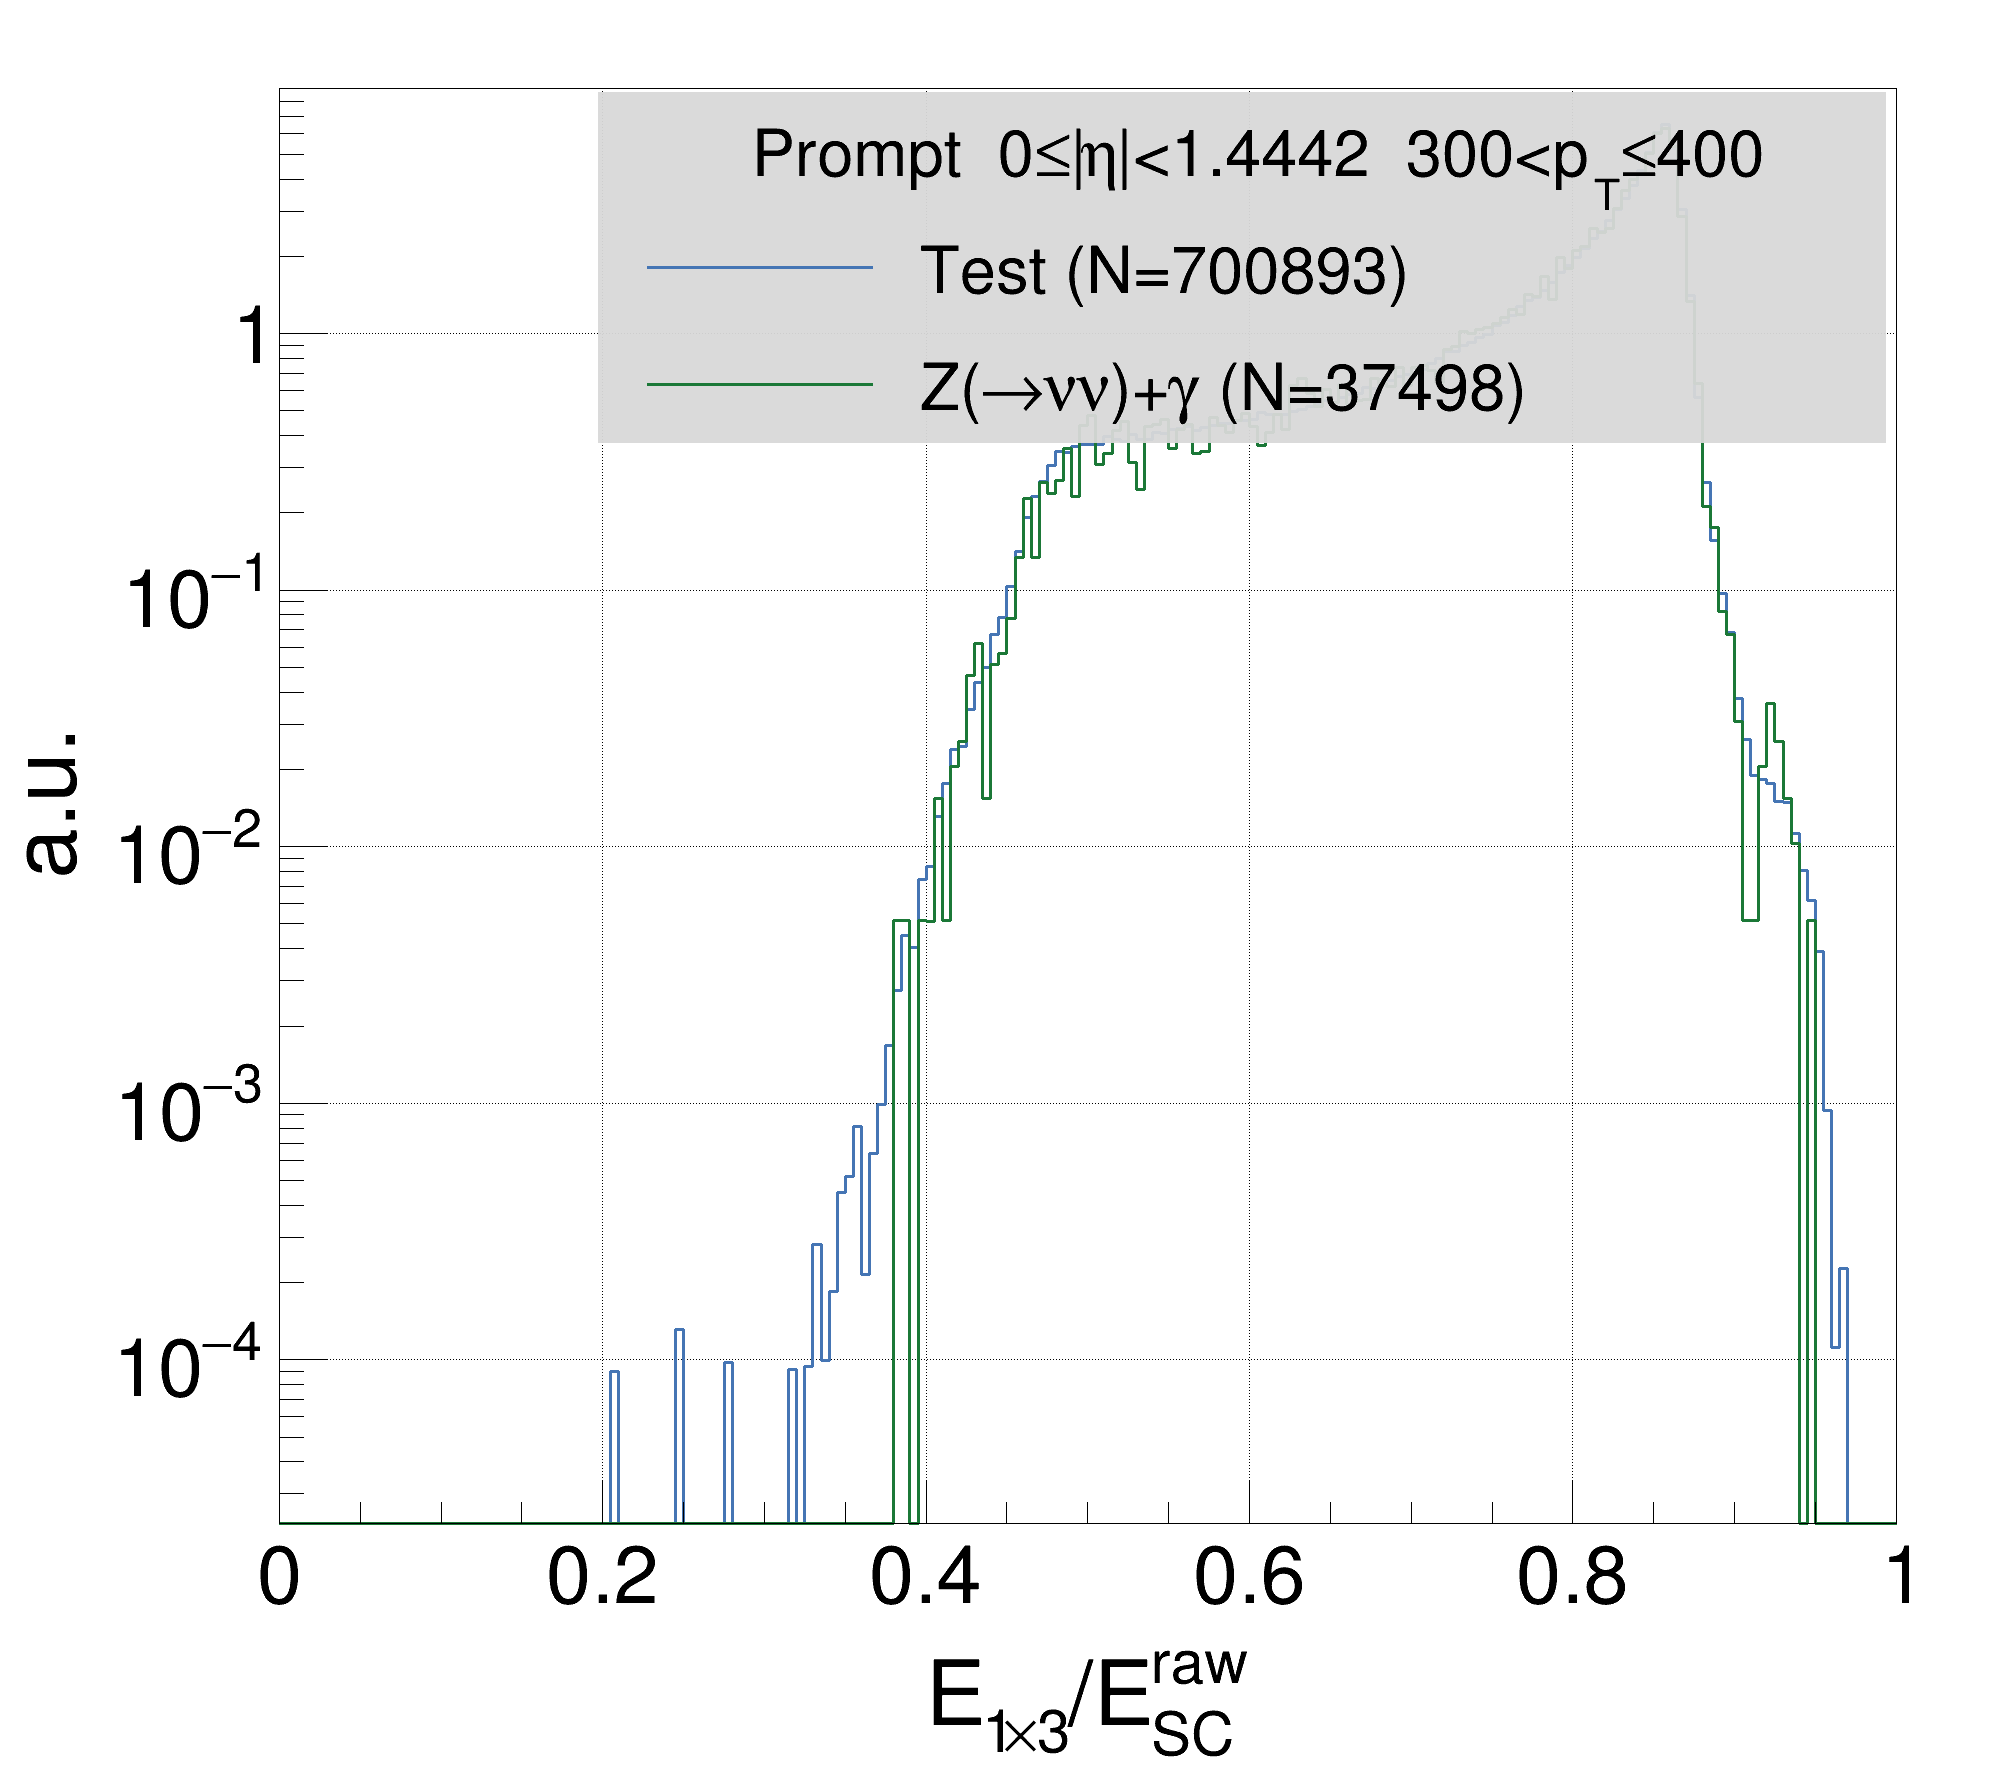 Prompt 0≤|η|<1.4442 300<p_T≤400
Test (N=700893)
Z(→νν)+γ (N=37498)
1
10⁻¹
10⁻²
10⁻³
10⁻⁴
a.u.
0 0.2 0.4 0.6 0.8 1
E_1×3/E_SC^raw